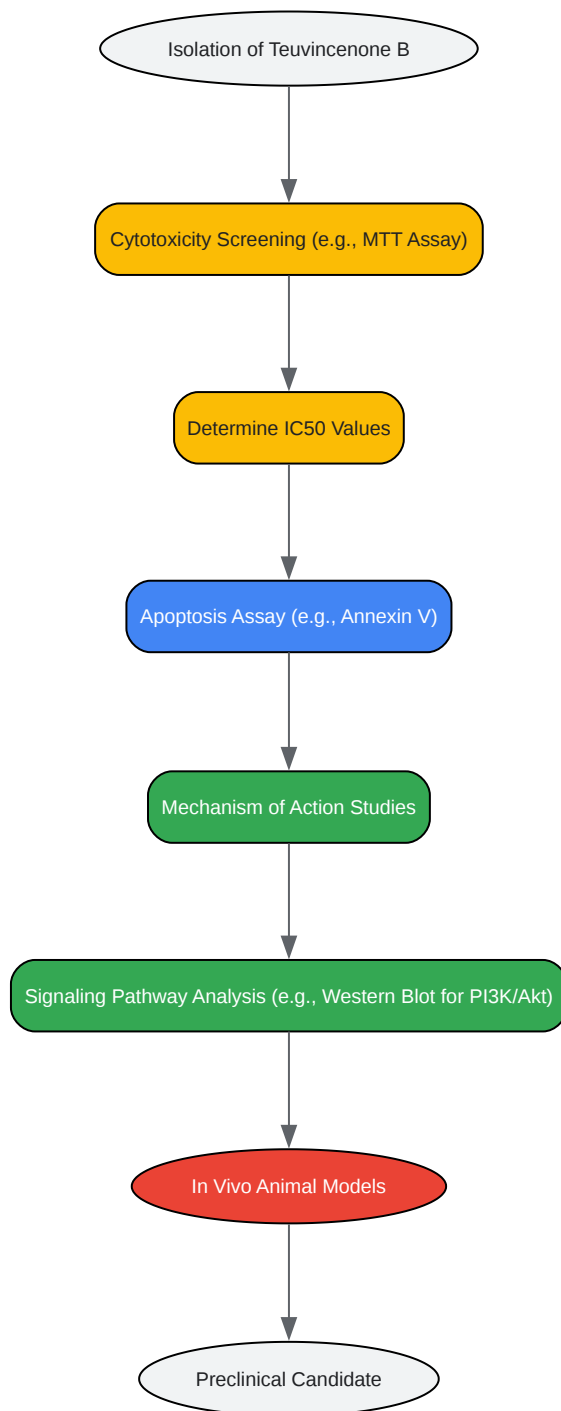 Isolation of Teuvincenone B
Cytotoxicity Screening (e.g., MTT Assay)
Determine IC50 Values
Apoptosis Assay (e.g., Annexin V)
Mechanism of Action Studies
Signaling Pathway Analysis (e.g., Western Blot for PI3K/Akt)
In Vivo Animal Models
Preclinical Candidate